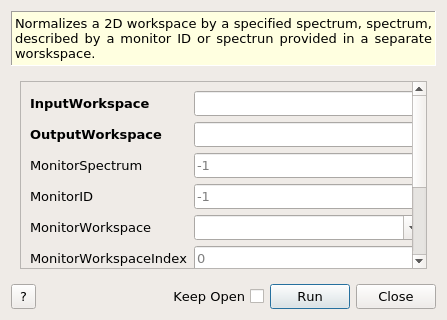 Normalizes a 2D workspace by a specified spectrum, spectrum,
described by a monitor ID or spectrun provided in a separate
worskspace.
InputWorkspace
OutputWorkspace
MonitorSpectrum -1
MonitorID -1
MonitorWorkspace
MonitorWorkspaceIndex 0
? Keep Open Run Close